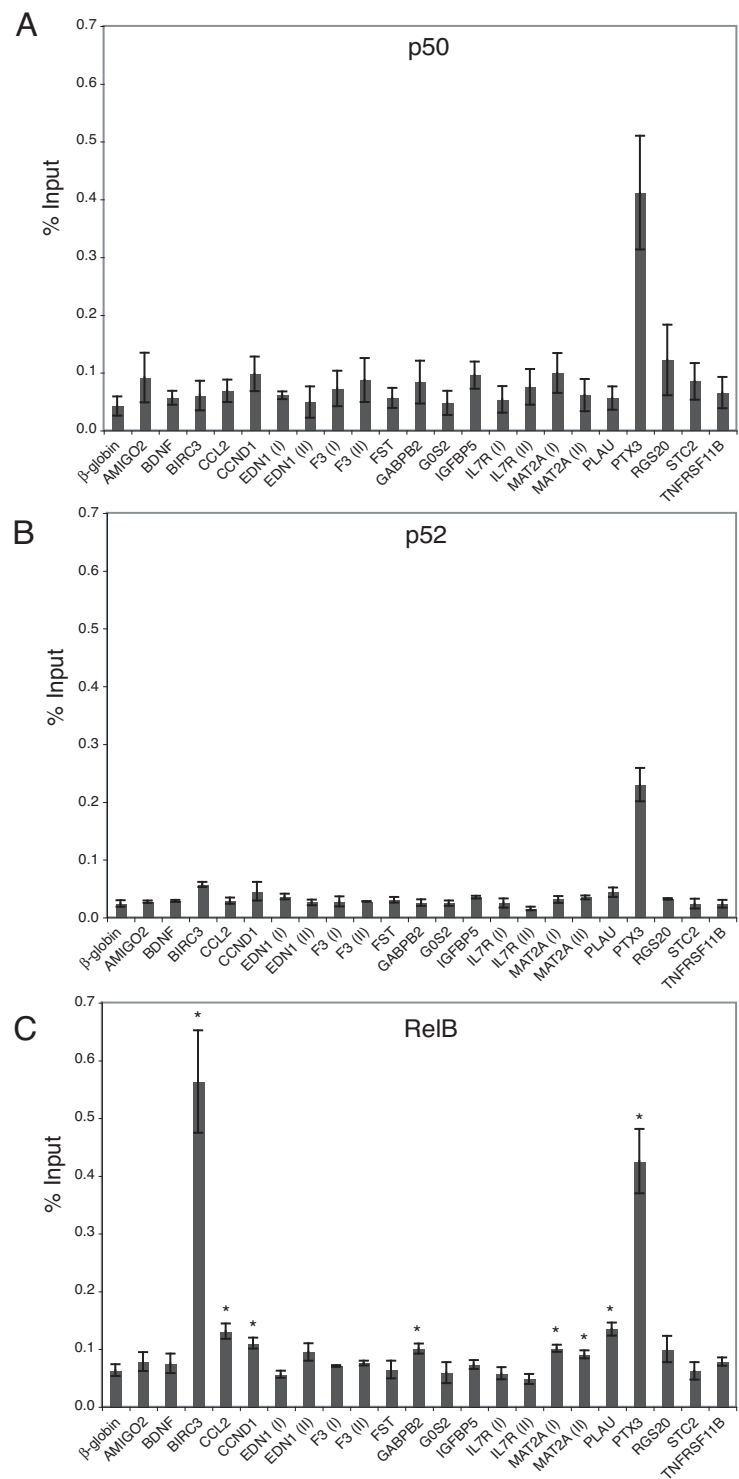 A
p50
% Input
0.7
0.6
0.5
0.4
0.3
0.2
0.1
0.0
β-globin
AMIGO2
BDNF
BIRC3
CCL2
CCND1
EDN1 (I)
EDN1 (II)
F3 (I)
F3 (II)
FST
GABPB2
G0S2
IGFBP5
IL7R (I)
IL7R (II)
MAT2A (I)
MAT2A (II)
PLAU
PTX3
RGS20
STC2
TNFRSF11B
B
p52
% Input
0.7
0.6
0.5
0.4
0.3
0.2
0.1
0.0
β-globin
AMIGO2
BDNF
BIRC3
CCL2
CCND1
EDN1 (I)
EDN1 (II)
F3 (I)
F3 (II)
FST
GABPB2
G0S2
IGFBP5
IL7R (I)
IL7R (II)
MAT2A (I)
MAT2A (II)
PLAU
PTX3
RGS20
STC2
TNFRSF11B
C
RelB
% Input
0.7
0.6
0.5
0.4
0.3
0.2
0.1
0.0
* * * * * * * *
β-globin
AMIGO2
BDNF
BIRC3
CCL2
CCND1
EDN1 (I)
EDN1 (II)
F3 (I)
F3 (II)
FST
GABPB2
G0S2
IGFBP5
IL7R (I)
IL7R (II)
MAT2A (I)
MAT2A (II)
PLAU
PTX3
RGS20
STC2
TNFRSF11B